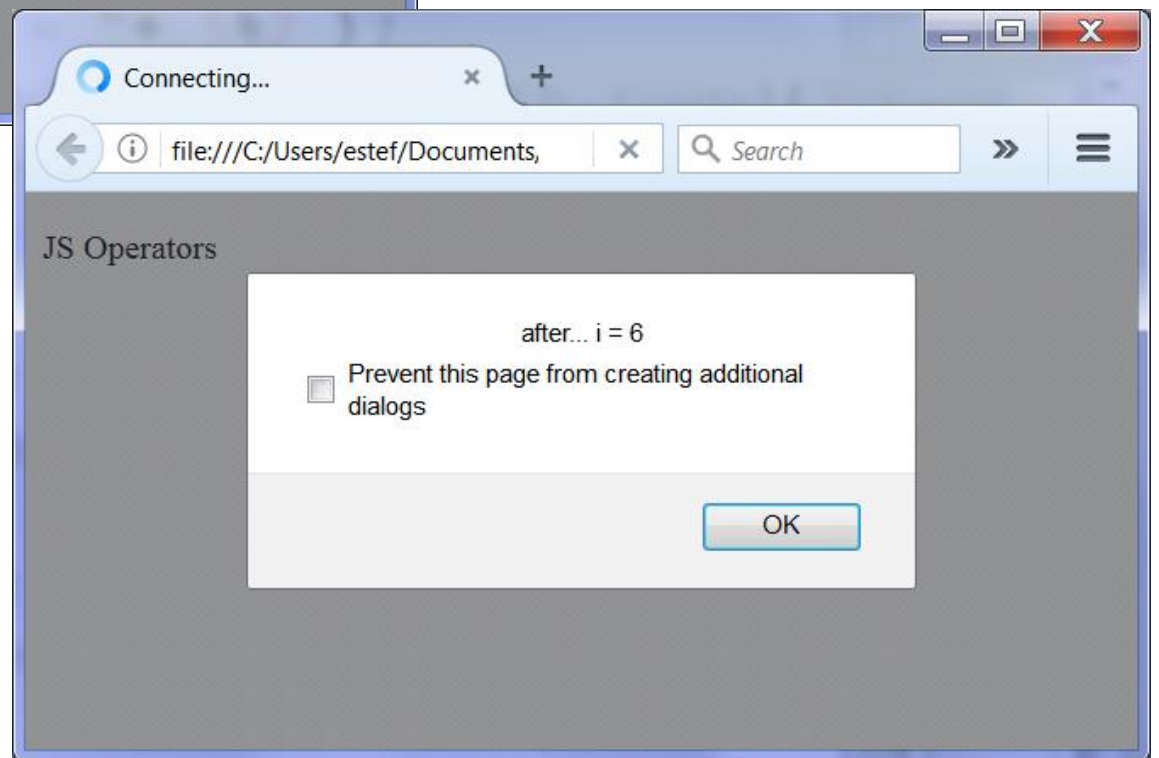 Connecting...
file:///C:/Users/estef/Documents,
Search
JS Operators
after... i = 6
Prevent this page from creating additional
dialogs
OK